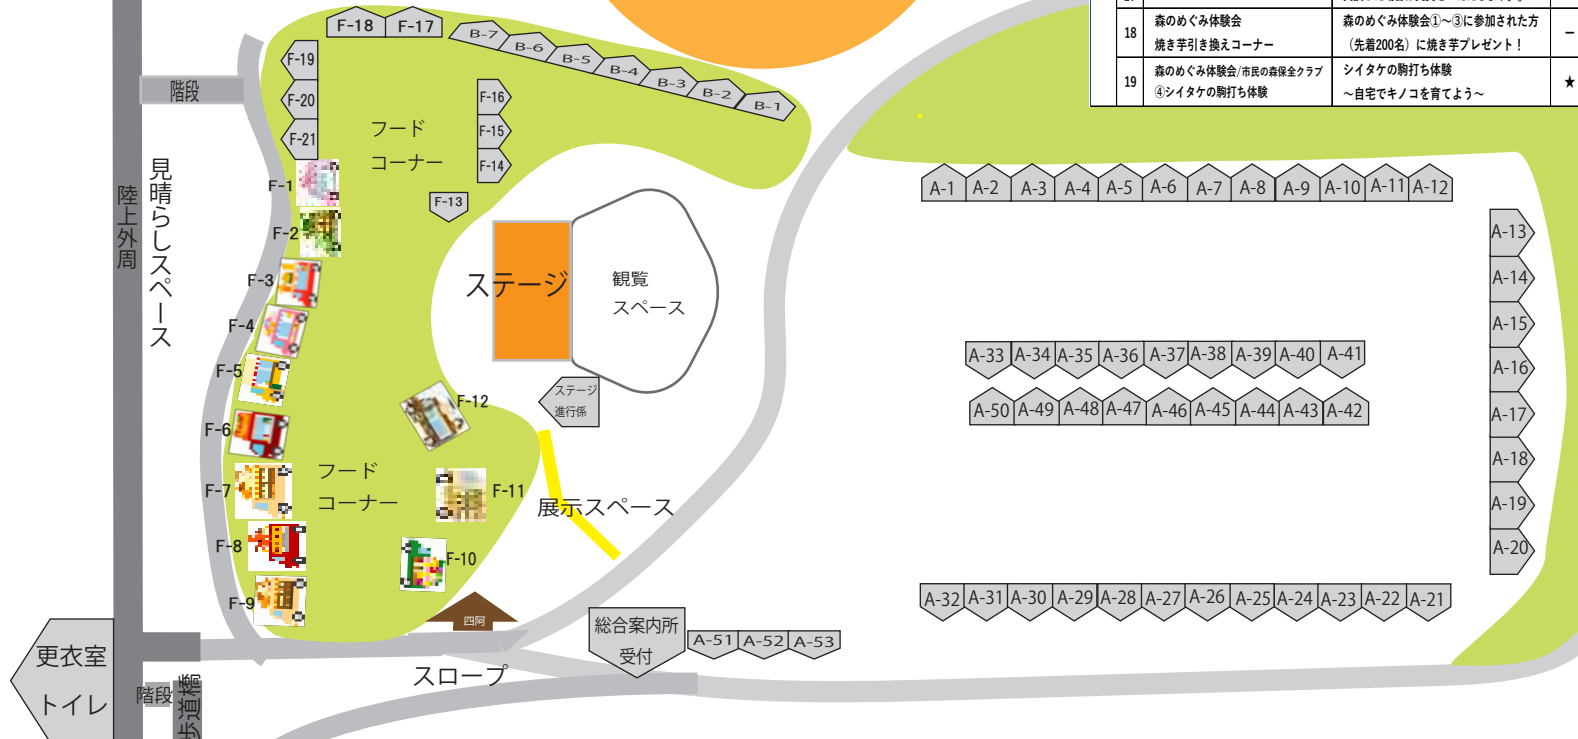 18
森のめぐみ体験会
焼き芋引き換えコーナー
森のめぐみ体験会①～③に参加された方
（先着200名）に焼き芋プレゼント！
－
19
森のめぐみ体験会/市民の森保全クラブ
④シイタケの駒打ち体験
シイタケの駒打ち体験
～自宅でキノコを育てよう～
★
F-18
F-17
B-7
B-6
B-5
B-4
B-3
B-2
B-1
F-19
F-20
F-21
階段
フード
コーナー
F-16
F-15
F-14
F-13
見晴らしスペース
陸上外周
F-1
F-2
F-3
F-4
F-5
F-6
F-7
F-8
F-9
ステージ
観覧
スペース
ステージ
進行係
F-12
F-11
F-10
フード
コーナー
展示スペース
四阿
スロープ
総合案内所
受付
A-51
A-52
A-53
更衣室
トイレ
階段
歩道橋
A-1
A-2
A-3
A-4
A-5
A-6
A-7
A-8
A-9
A-10
A-11
A-12
A-13
A-14
A-15
A-16
A-17
A-18
A-19
A-20
A-33
A-34
A-35
A-36
A-37
A-38
A-39
A-40
A-41
A-50
A-49
A-48
A-47
A-46
A-45
A-44
A-43
A-42
A-32
A-31
A-30
A-29
A-28
A-27
A-26
A-25
A-24
A-23
A-22
A-21